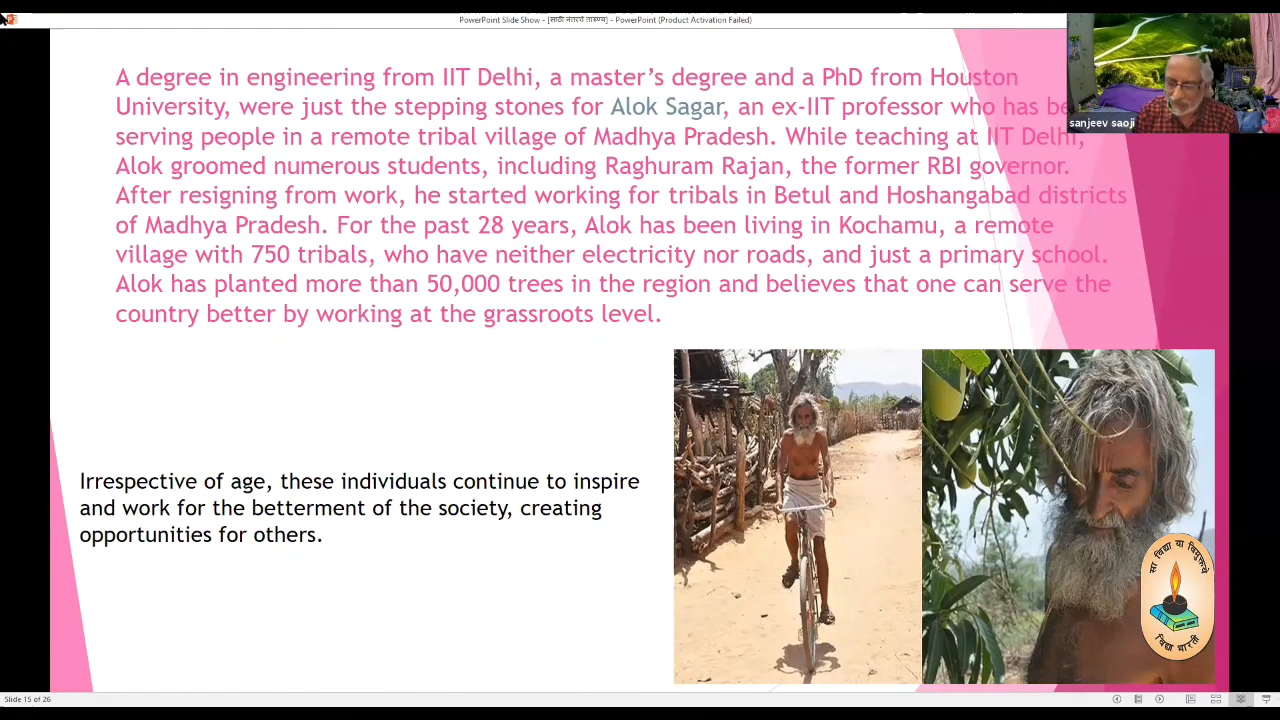 PowerPoint Slide Show - [साठी नंतरचे तारुण्य] - PowerPoint (Product Activation Failed)
A degree in engineering from IIT Delhi, a master's degree and a PhD from Houston
University, were just the stepping stones for Alok Sagar, an ex-IIT professor who has be
serving people in a remote tribal village of Madhya Pradesh. While teaching at IIT Delhi,
Alok groomed numerous students, including Raghuram Rajan, the former RBI governor.
After resigning from work, he started working for tribals in Betul and Hoshangabad districts
of Madhya Pradesh. For the past 28 years, Alok has been living in Kochamu, a remote
village with 750 tribals, who have neither electricity nor roads, and just a primary school.
Alok has planted more than 50,000 trees in the region and believes that one can serve the
country better by working at the grassroots level.
sanjeev saoji
Irrespective of age, these individuals continue to inspire
and work for the betterment of the society, creating
opportunities for others.
सा विद्या या विमुक्तये
विद्या भारती
Slide 15 of 26